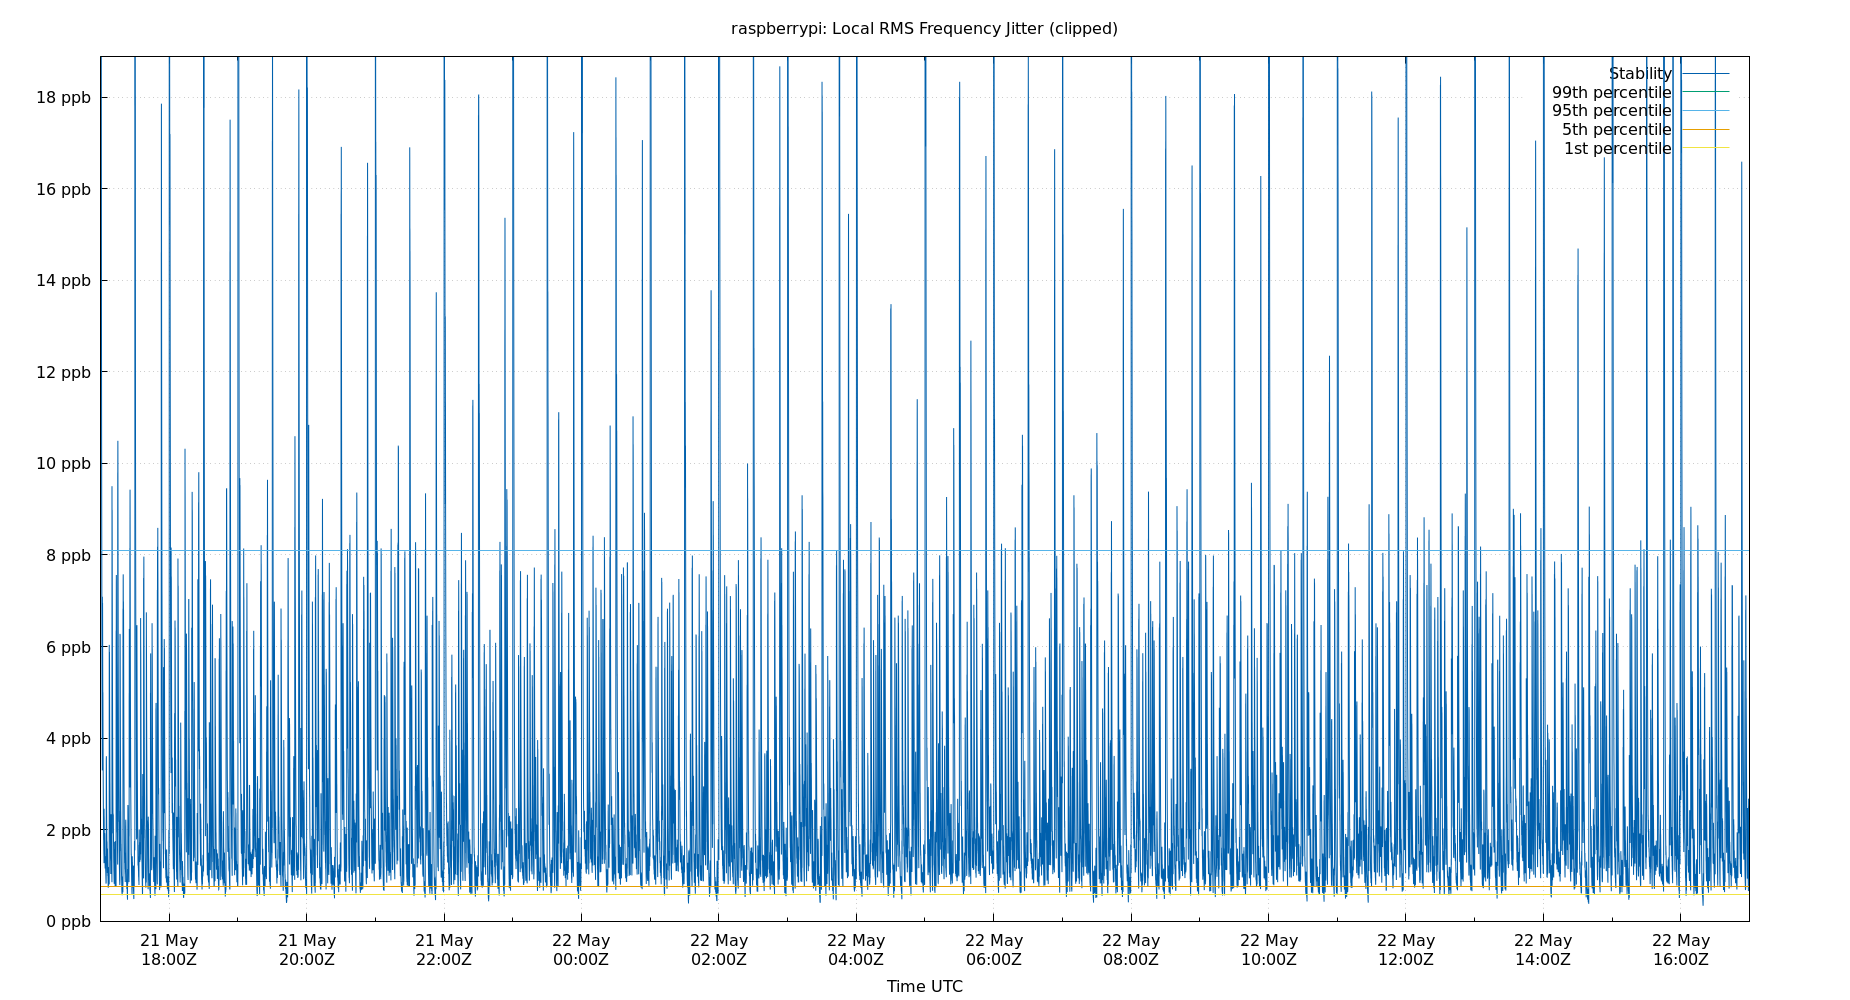 raspberrypi: Local RMS Frequency Jitter (clipped)
Stability
99th percentile
95th percentile
5th percentile
1st percentile
18 ppb
16 ppb
14 ppb
12 ppb
10 ppb
8 ppb
6 ppb
4 ppb
2 ppb
0 ppb
21 May 21 May 21 May 22 May 22 May 22 May 22 May 22 May 22 May 22 May 22 May 22 May
18:00Z 20:00Z 22:00Z 00:00Z 02:00Z 04:00Z 06:00Z 08:00Z 10:00Z 12:00Z 14:00Z 16:00Z
Time UTC